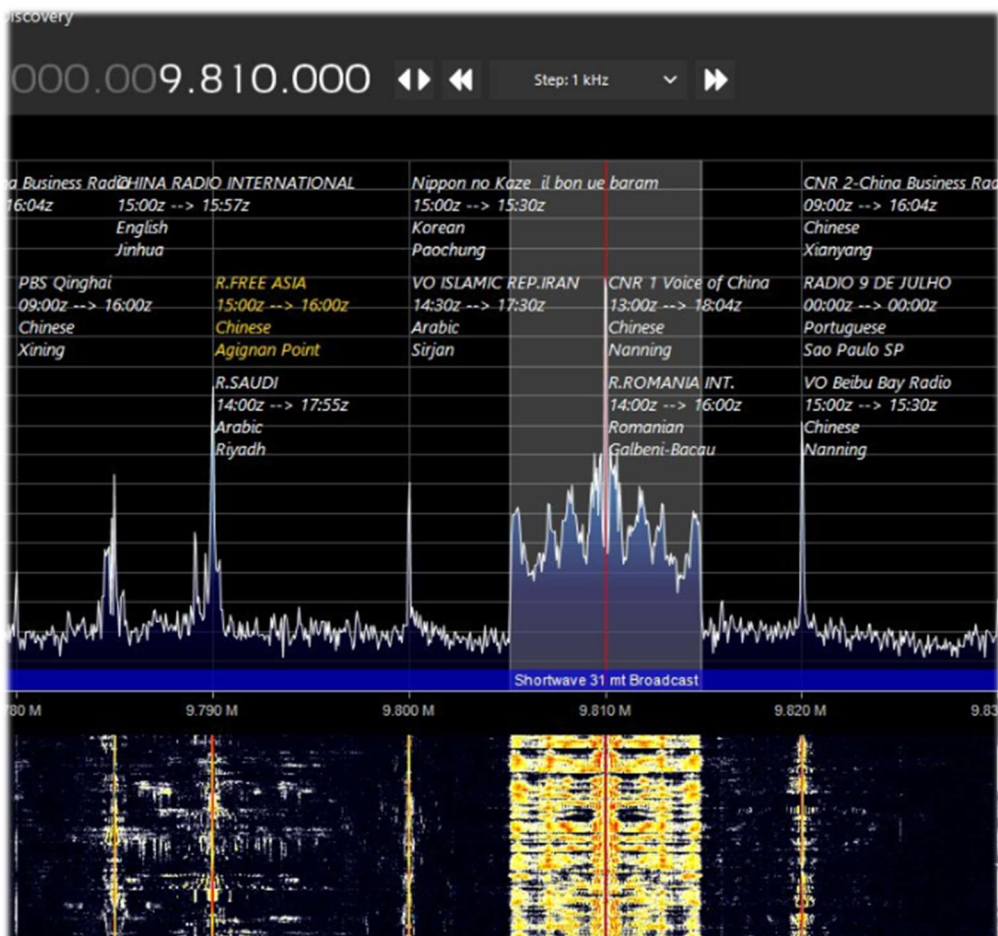 iscovery
000.009.810.000
Step: 1 kHz
a Business Radio
16:04z
CHINA RADIO INTERNATIONAL
15:00z --> 15:57z
English
Jinhua
Nippon no Kaze il bon ue baram
15:00z --> 15:30z
Korean
Paochung
CNR 2-China Business Rad
09:00z --> 16:04z
Chinese
Xianyang
PBS Qinghai
09:00z --> 16:00z
Chinese
Xining
R.FREE ASIA
15:00z --> 16:00z
Chinese
Agignan Point
VO ISLAMIC REP.IRAN
14:30z --> 17:30z
Arabic
Sirjan
CNR 1 Voice of China
13:00z --> 18:04z
Chinese
Nanning
RADIO 9 DE JULHO
00:00z --> 00:00z
Portuguese
Sao Paulo SP
R.SAUDI
14:00z --> 17:55z
Arabic
Riyadh
R.ROMANIA INT.
14:00z --> 16:00z
Romanian
Galbeni-Bacau
VO Beibu Bay Radio
15:00z --> 15:30z
Chinese
Nanning
Shortwave 31 mt Broadcast
780 M
9.790 M
9.800 M
9.810 M
9.820 M
9.83